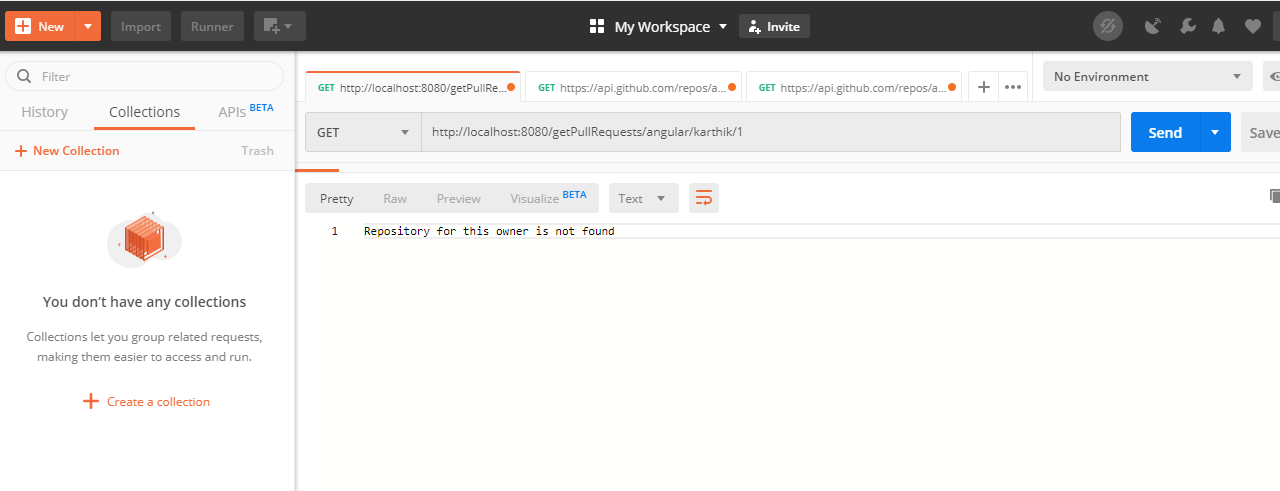 New Import Runner My Workspace Invite
Filter
History Collections APIs BETA
New Collection Trash
You don’t have any collections
Collections let you group related requests,
making them easier to access and run.
Create a collection
GET http://localhost:8080/getPullRe... GET https://api.github.com/repos/a... GET https://api.github.com/repos/a... No Environment
GET http://localhost:8080/getPullRequests/angular/karthik/1 Send Save
Pretty Raw Preview Visualize BETA Text
1 Repository for this owner is not found